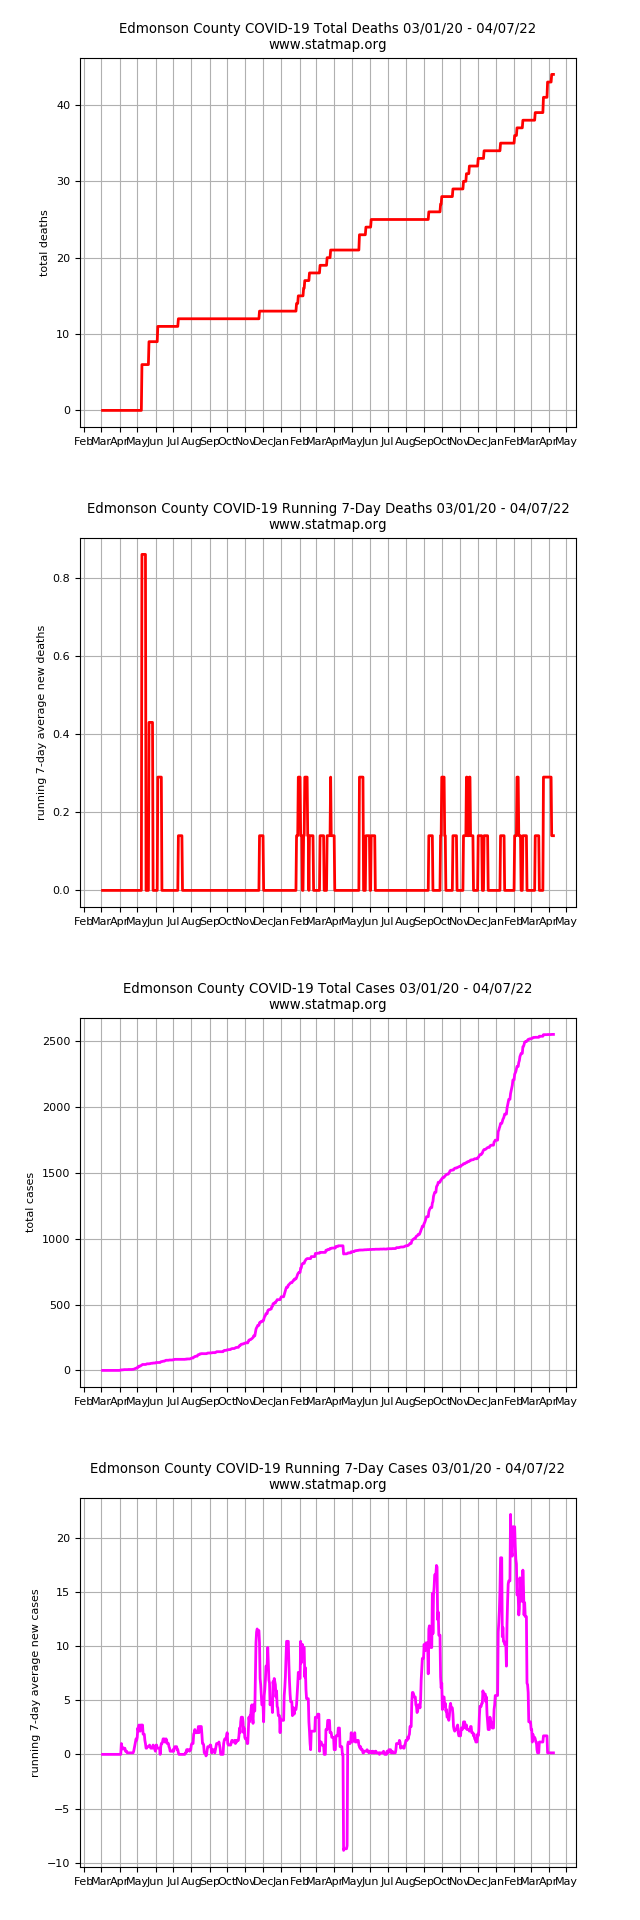 Edmonson County COVID-19 Total Deaths 03/01/20 - 04/07/22
www.statmap.org
total deaths
40
30
20
10
0
Feb Mar Apr May Jun Jul Aug Sep Oct Nov Dec Jan Feb Mar Apr May Jun Jul Aug Sep Oct Nov Dec Jan Feb Mar Apr May
Edmonson County COVID-19 Running 7-Day Deaths 03/01/20 - 04/07/22
www.statmap.org
running 7-day average new deaths
0.8
0.6
0.4
0.2
0.0
Feb Mar Apr May Jun Jul Aug Sep Oct Nov Dec Jan Feb Mar Apr May Jun Jul Aug Sep Oct Nov Dec Jan Feb Mar Apr May
Edmonson County COVID-19 Total Cases 03/01/20 - 04/07/22
www.statmap.org
total cases
2500
2000
1500
1000
500
0
Feb Mar Apr May Jun Jul Aug Sep Oct Nov Dec Jan Feb Mar Apr May Jun Jul Aug Sep Oct Nov Dec Jan Feb Mar Apr May
Edmonson County COVID-19 Running 7-Day Cases 03/01/20 - 04/07/22
www.statmap.org
running 7-day average new cases
20
15
10
5
0
−5
−10
Feb Mar Apr May Jun Jul Aug Sep Oct Nov Dec Jan Feb Mar Apr May Jun Jul Aug Sep Oct Nov Dec Jan Feb Mar Apr May